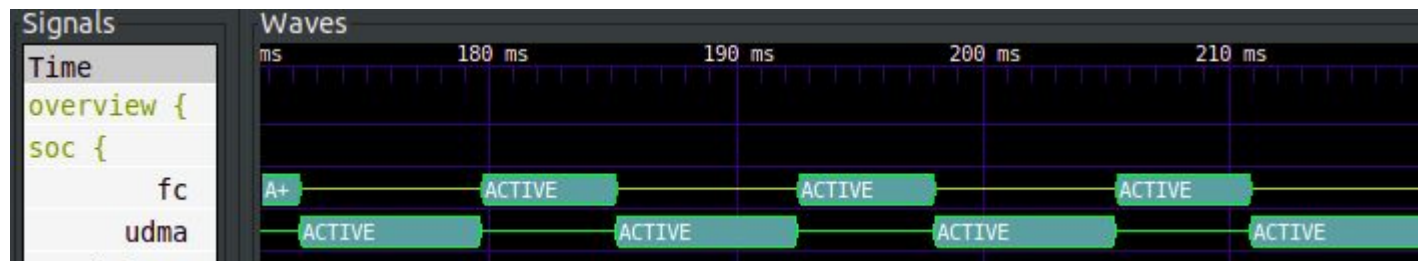 Signals Waves
Time ms 180 ms 190 ms 200 ms 210 ms
overview {
soc {
fc A+ ACTIVE ACTIVE ACTIVE
udma ACTIVE ACTIVE ACTIVE ACTIVE